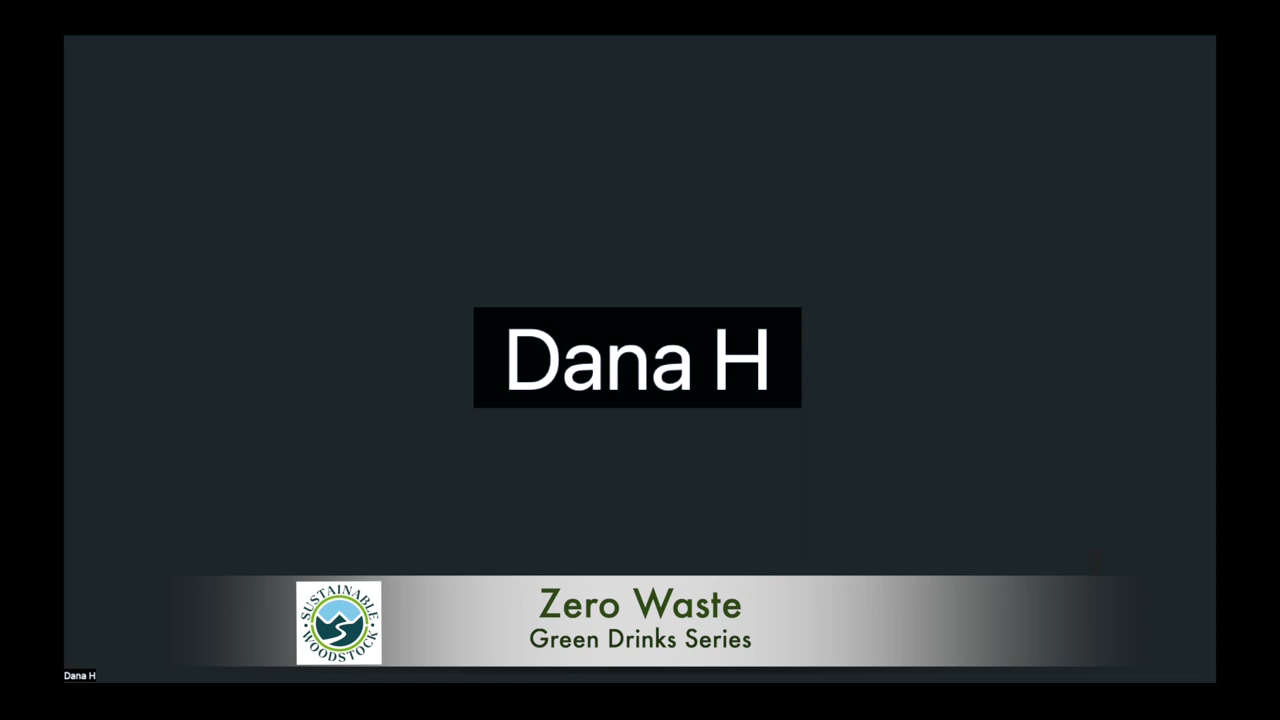 Dana H
SUSTAINABLE
WOODSTOCK
Zero Waste
Green Drinks Series
Dana H